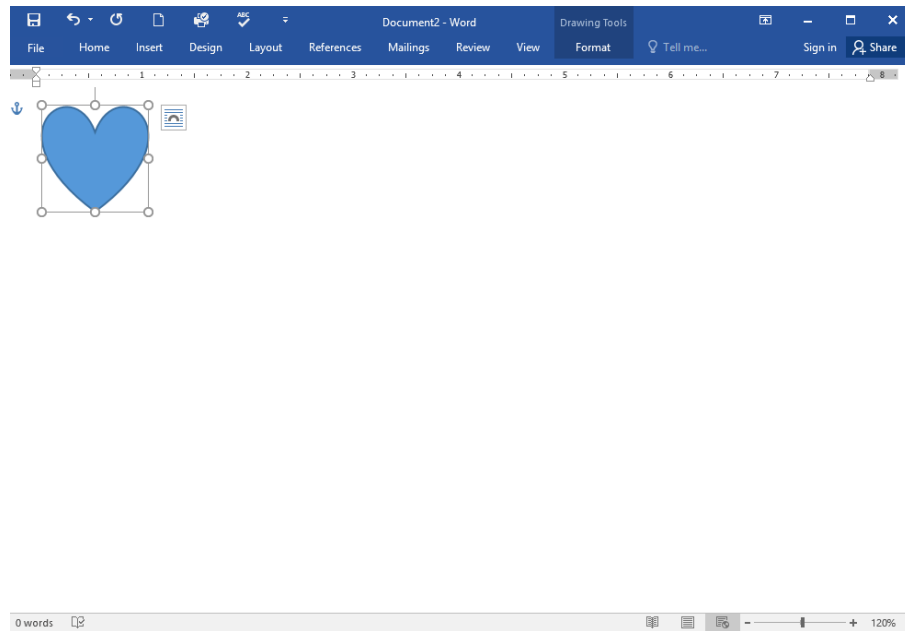 ABC
Document2 - Word
Drawing Tools
File Home Insert Design Layout References Mailings Review View Format Tell me... Sign in Share
1 2 3 4 5 6 7 8
0 words 120%